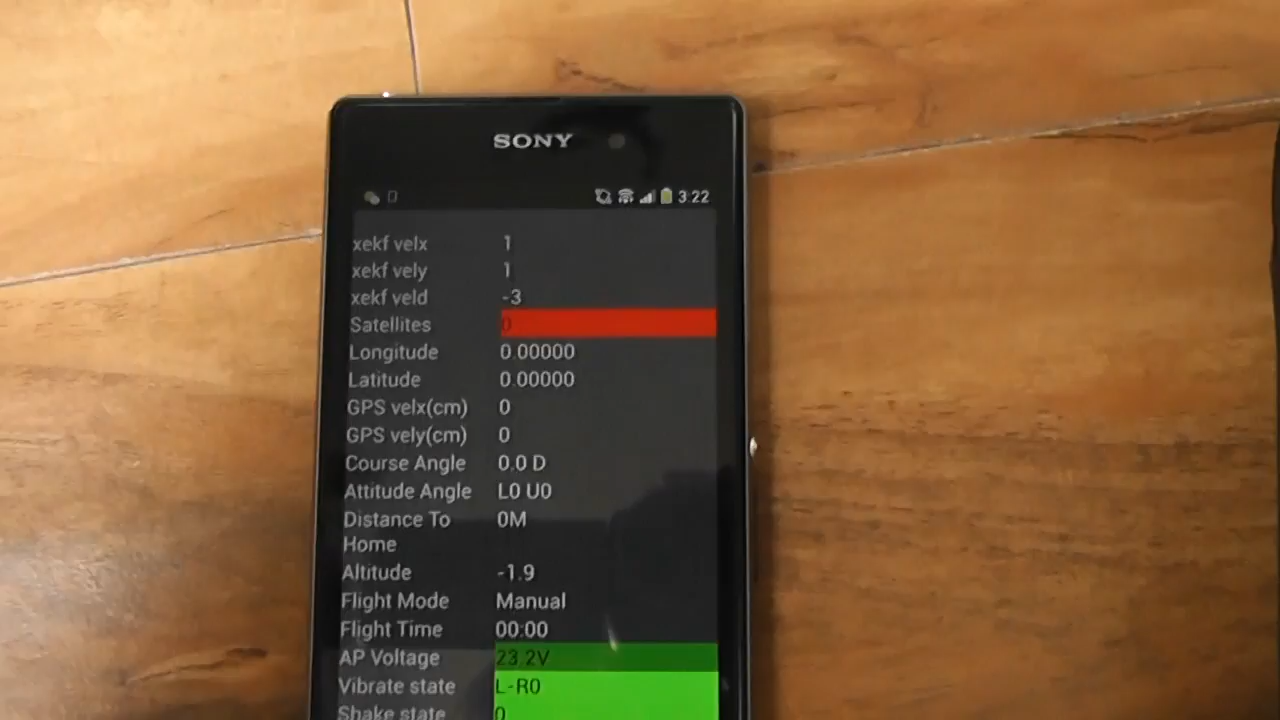 SONY
3:22
xekf velx 1
xekf vely 1
xekf veld -3
Satellites 0
Longitude 0.00000
Latitude 0.00000
GPS velx(cm) 0
GPS vely(cm) 0
Course Angle 0.0 D
Attitude Angle L0 U0
Distance To 0M
Home
Altitude -1.9
Flight Mode Manual
Flight Time 00:00
AP Voltage 23.2V
Vibrate state L-R0
Shake state 0